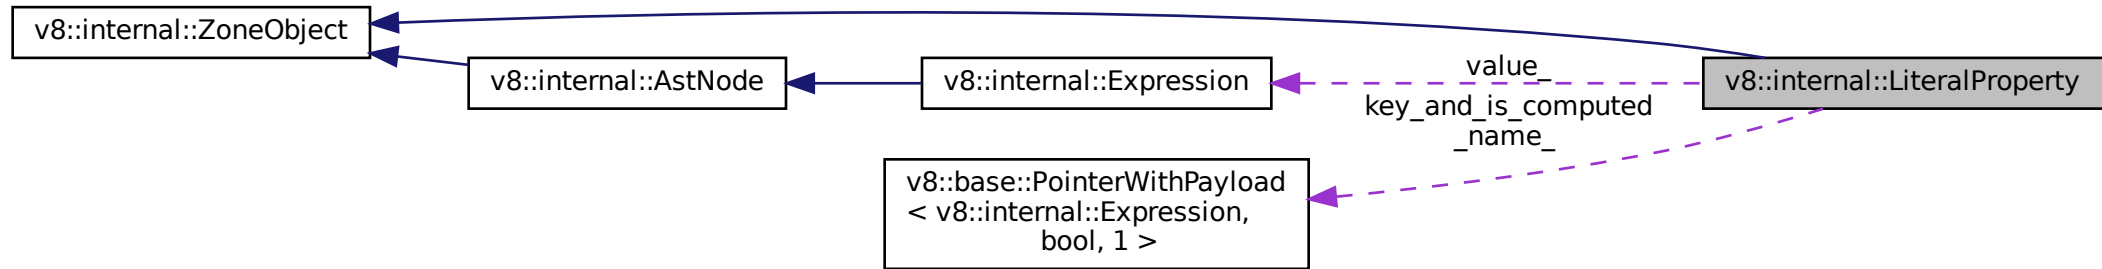 v8::internal::ZoneObject
v8::internal::AstNode
v8::internal::Expression
value_
key_and_is_computed
_name_
v8::internal::LiteralProperty
v8::base::PointerWithPayload
< v8::internal::Expression,
bool, 1 >